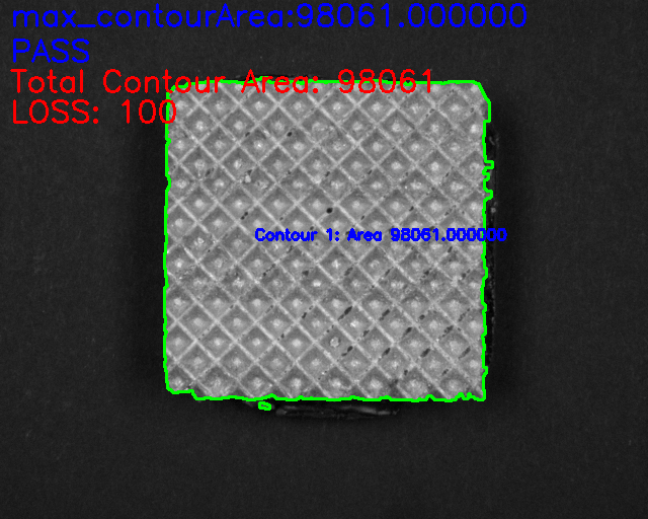 max_contourArea:98061.000000
PASS
Total Contour Area: 98061
LOSS: 100
Contour 1: Area 98061.000000